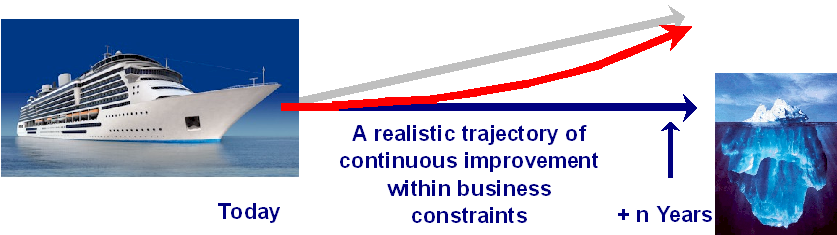 A realistic trajectory of
continuous improvement
within business
constraints
Today
+ n Years